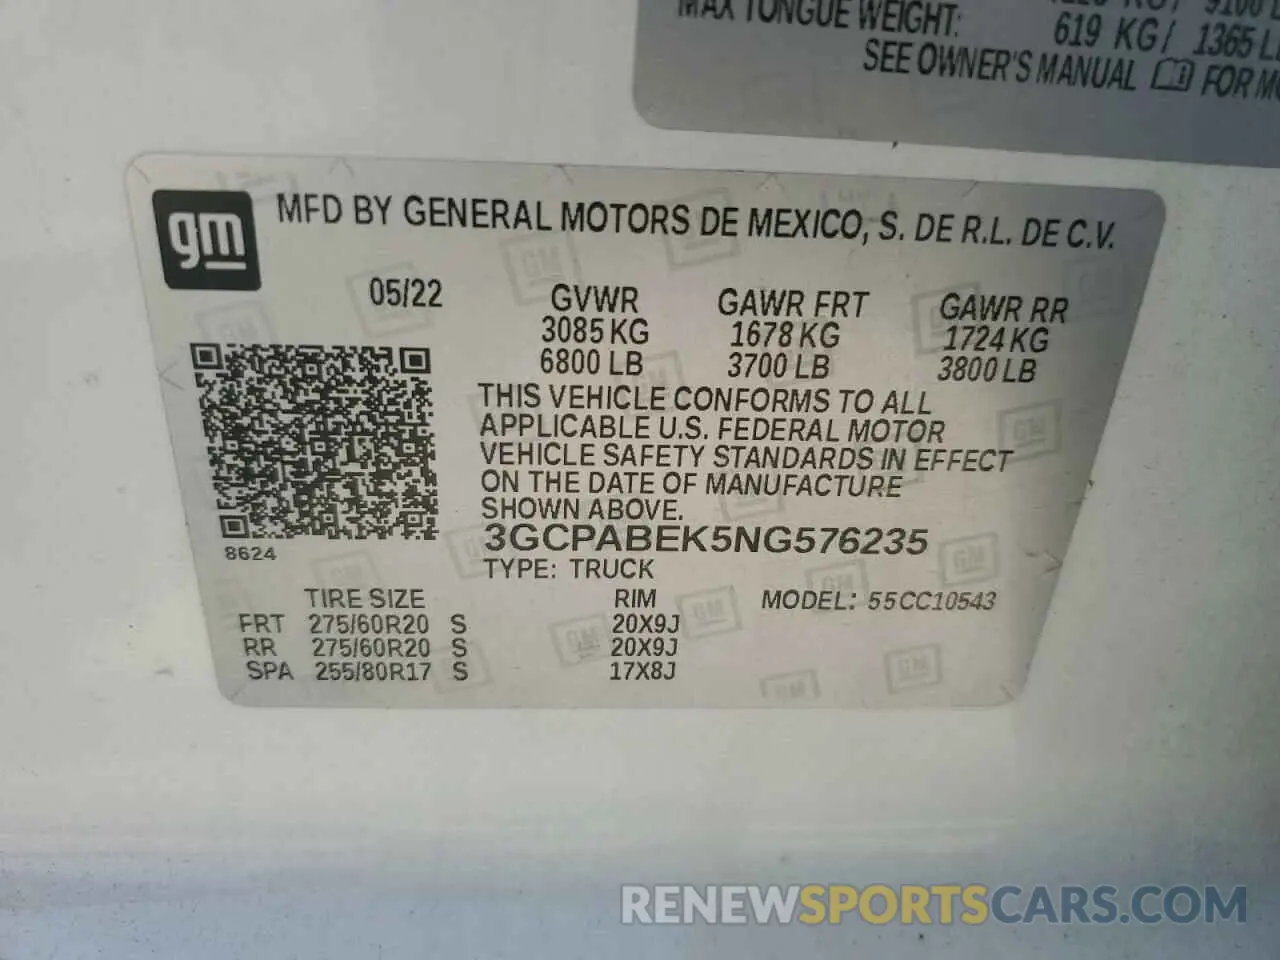 MAX TONGUE WEIGHT: 619 KG/ 1365 L
SEE OWNER'S MANUAL FOR
gm
MFD BY GENERAL MOTORS DE MEXICO, S. DE R.L. DE C.V.
05/22 GVWR GAWR FRT GAWR RR
3085 KG 1678 KG 1724 KG
6800 LB 3700 LB 3800 LB
THIS VEHICLE CONFORMS TO ALL
APPLICABLE U.S. FEDERAL MOTOR
VEHICLE SAFETY STANDARDS IN EFFECT
ON THE DATE OF MANUFACTURE
SHOWN ABOVE.
3GCPABEK5NG576235
8624
TYPE: TRUCK
TIRE SIZE RIM MODEL: 55CC10543
FRT 275/60R20 S 20X9J
RR 275/60R20 S 20X9J
SPA 255/80R17 S 17X8J
RENEWSPORTSCARS.COM